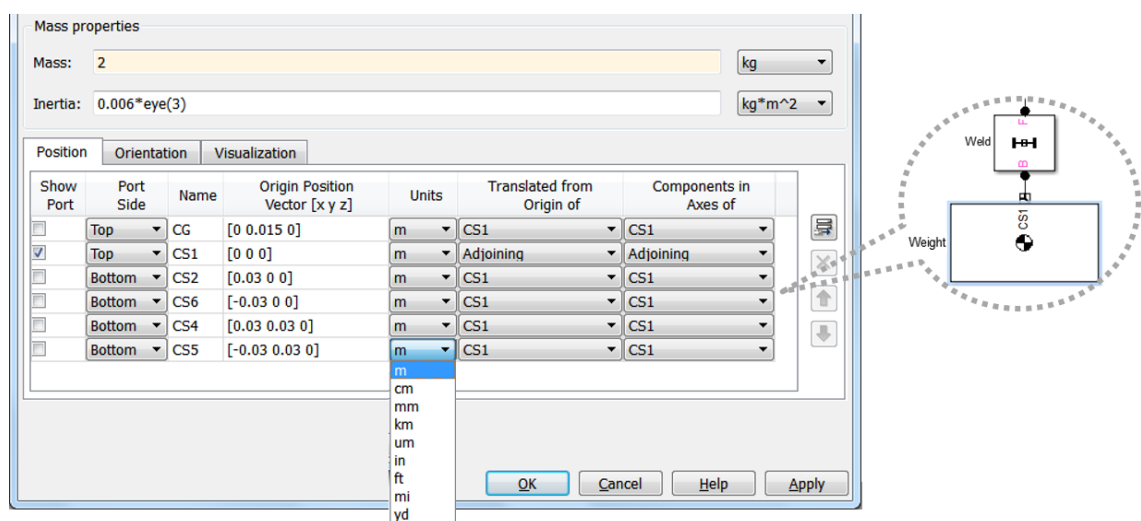 Mass properties
Mass: 2 kg
Inertia: 0.006*eye(3) kg*m^2
Position Orientation Visualization
Show Port Port Side Name Origin Position Vector [x y z] Units Translated from Origin of Components in Axes of
Top CG [0 0.015 0] m CS1 CS1
Top CS1 [0 0 0] m Adjoining Adjoining
Bottom CS2 [0.03 0 0] m CS1 CS1
Bottom CS6 [-0.03 0 0] m CS1 CS1
Bottom CS4 [0.03 0.03 0] m CS1 CS1
Bottom CS5 [-0.03 0.03 0] m CS1 CS1
m
cm
mm
km
um
in
ft
mi
yd
OK Cancel Help Apply
F
Weld
B
CS1
Weight